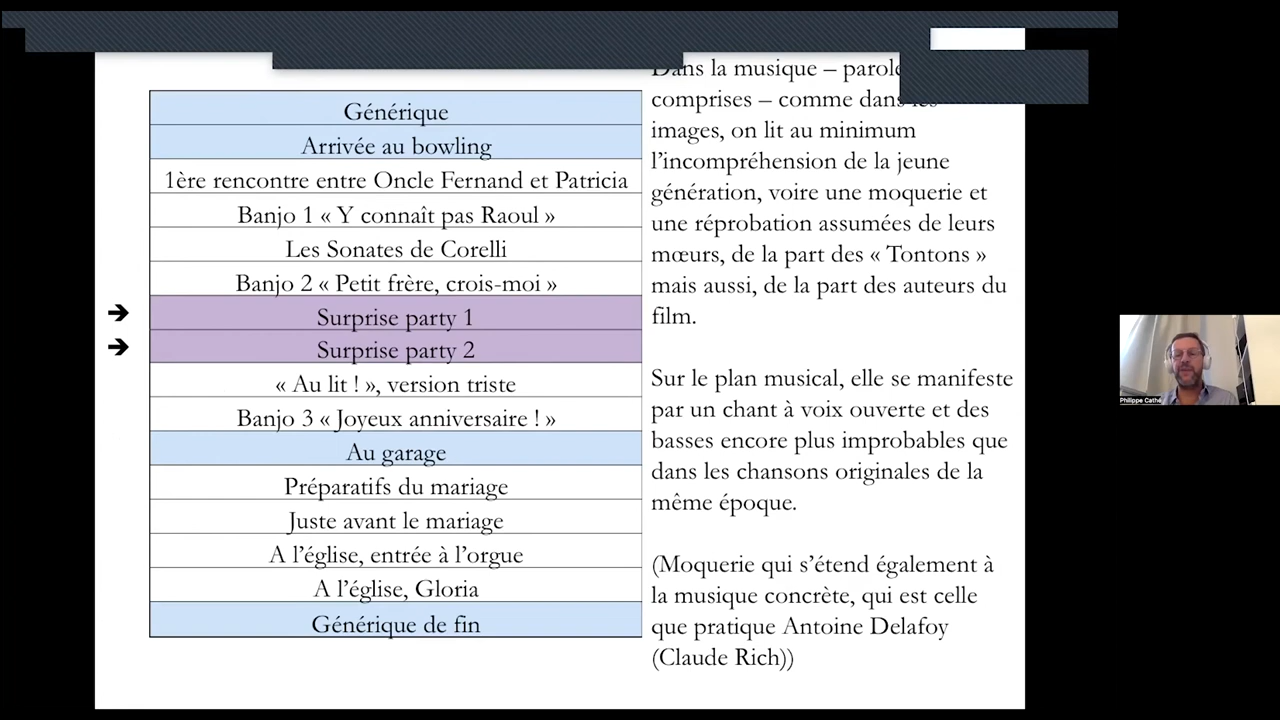 Générique
Arrivée au bowling
1ère rencontre entre Oncle Fernand et Patricia
Banjo 1 « Y connaît pas Raoul »
Les Sonates de Corelli
Banjo 2 « Petit frère, crois-moi »
Surprise party 1
Surprise party 2
« Au lit ! », version triste
Banjo 3 « Joyeux anniversaire ! »
Au garage
Préparatifs du mariage
Juste avant le mariage
A l’église, entrée à l’orgue
A l’église, Gloria
Générique de fin
Dans la musique –
comprises – comme dans les
images, on lit au minimum
l’incompréhension de la jeune
génération, voire une moquerie et
une réprobation assumées de leurs
mœurs, de la part des « Tontons »
mais aussi, de la part des auteurs du
film.
Sur le plan musical, elle se manifeste
par un chant à voix ouverte et des
basses encore plus improbables que
dans les chansons originales de la
même époque.
(Moquerie qui s’étend également à
la musique concrète, qui est celle
que pratique Antoine Delafoy
(Claude Rich))
Philippe Cathé